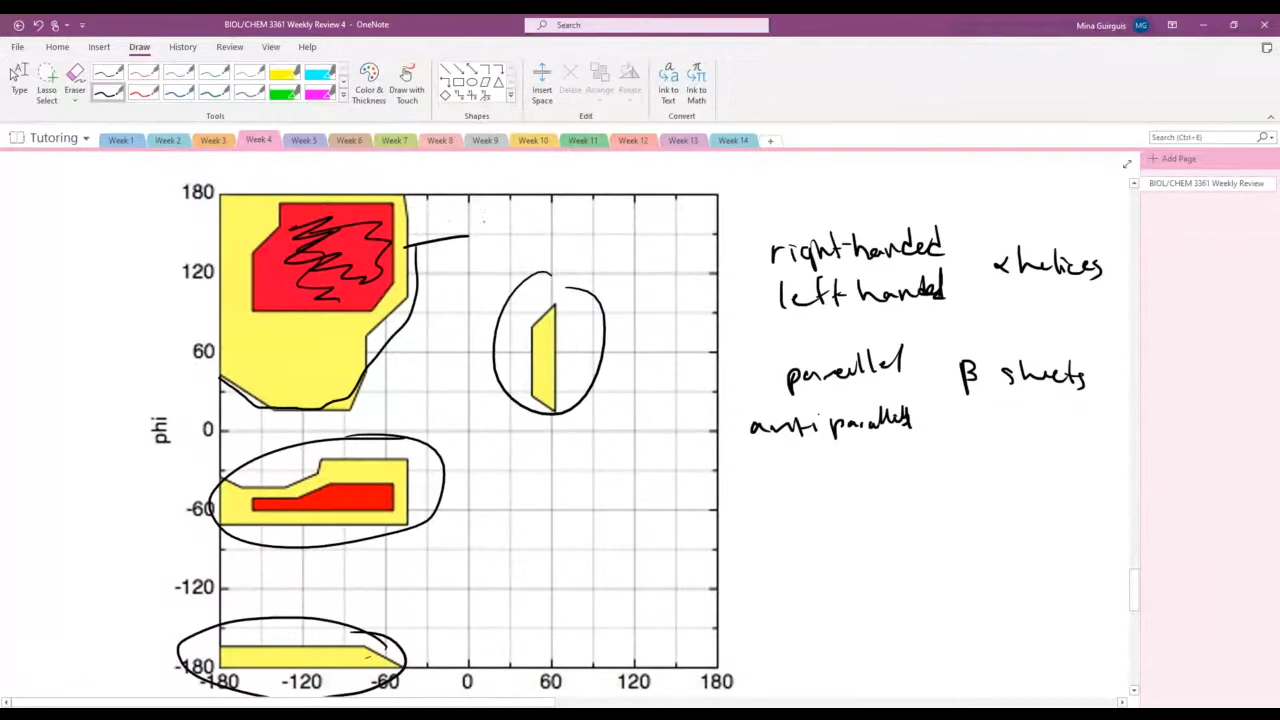 BIOL/CHEM 3361 Weekly Review 4 - OneNote
Search
Mina Guirguis
MG
File Home Insert Draw History Review View Help
Type
Lasso Select
Eraser
Color & Thickness
Draw with Touch
Insert Space
Delete
Arrange
Rotate
Ink to Text
Ink to Math
Tools
Shapes
Edit
Convert
Tutoring
Week 1 Week 2 Week 3 Week 4 Week 5 Week 6 Week 7 Week 8 Week 9 Week 10 Week 11 Week 12 Week 13 Week 14
Search (Ctrl+E)
Add Page
BIOL/CHEM 3361 Weekly Review
180
120
60
0
-60
-120
-180
phi
-180 -120 -60 0 60 120 180
right-handed
left-handed
α helices
parallel
β sheets
antiparallel